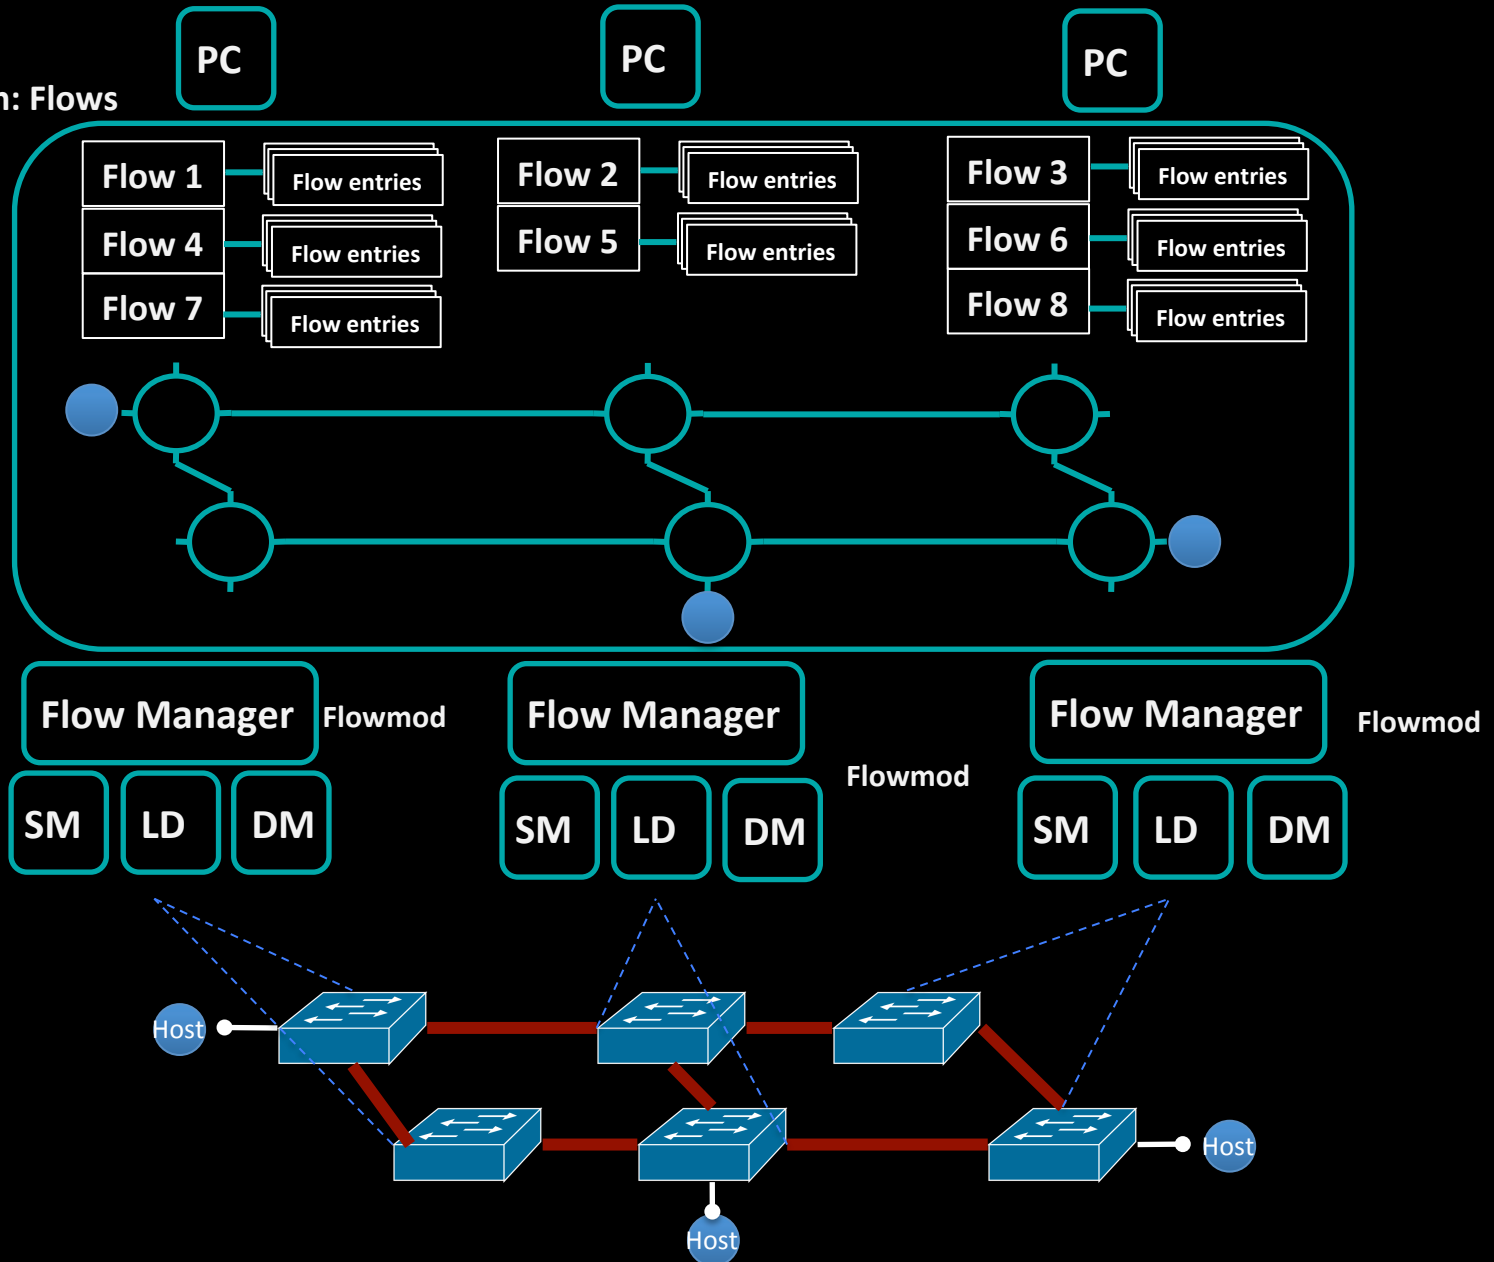 PC
PC
PC
: Flows
Flow 1
Flow entries
Flow 2
Flow entries
Flow 3
Flow entries
Flow 4
Flow entries
Flow 5
Flow entries
Flow 6
Flow entries
Flow 7
Flow entries
Flow 8
Flow entries
Flow Manager
Flowmod
Flow Manager
Flowmod
Flow Manager
Flowmod
SM
LD
DM
SM
LD
DM
SM
LD
DM
Host
Host
Host